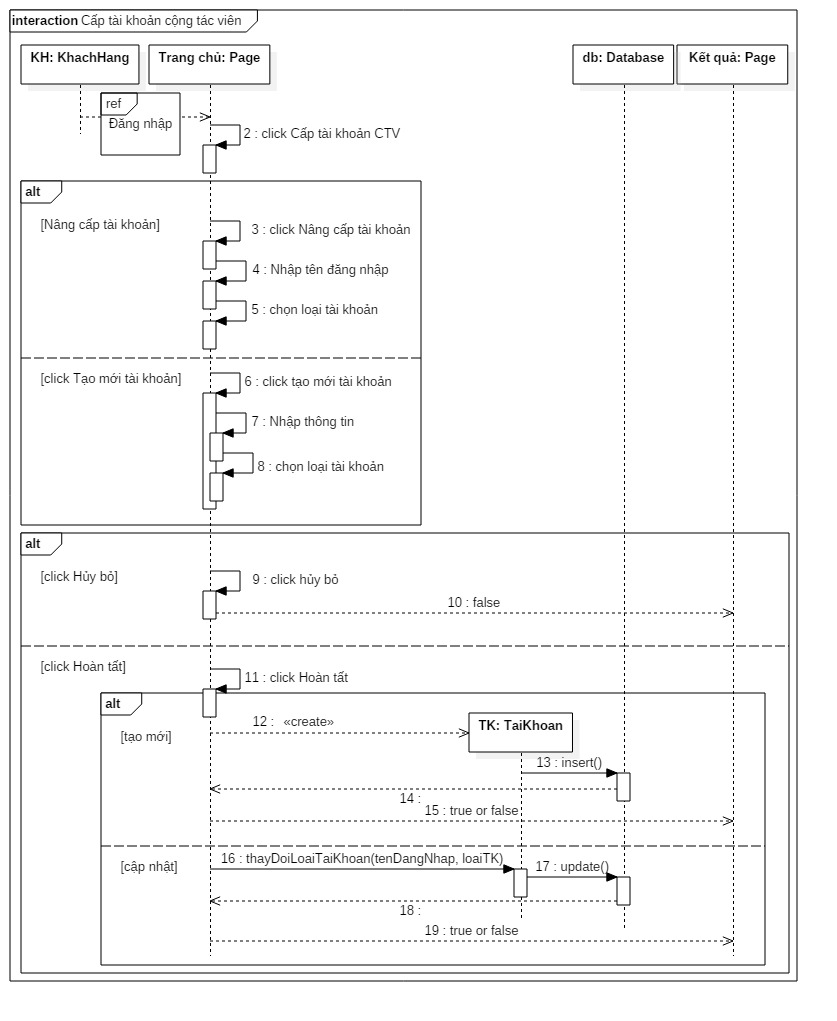 interaction Cấp tài khoản cộng tác viên
KH: KhachHang
Trang chủ: Page
db: Database
Kết quả: Page
ref
Đăng nhập
2 : click Cấp tài khoản CTV
alt
[Nâng cấp tài khoản]
3 : click Nâng cấp tài khoản
4 : Nhập tên đăng nhập
5 : chọn loại tài khoản
[click Tạo mới tài khoản]
6 : click tạo mới tài khoản
7 : Nhập thông tin
8 : chọn loại tài khoản
alt
[click Hủy bỏ]
9 : click hủy bỏ
10 : false
[click Hoàn tất]
11 : click Hoàn tất
alt
12 : «create»
TK: TaiKhoan
[tạo mới]
13 : insert()
14 :
15 : true or false
[cập nhật]
16 : thayDoiLoaiTaiKhoan(tenDangNhap, loaiTK)
17 : update()
18 :
19 : true or false